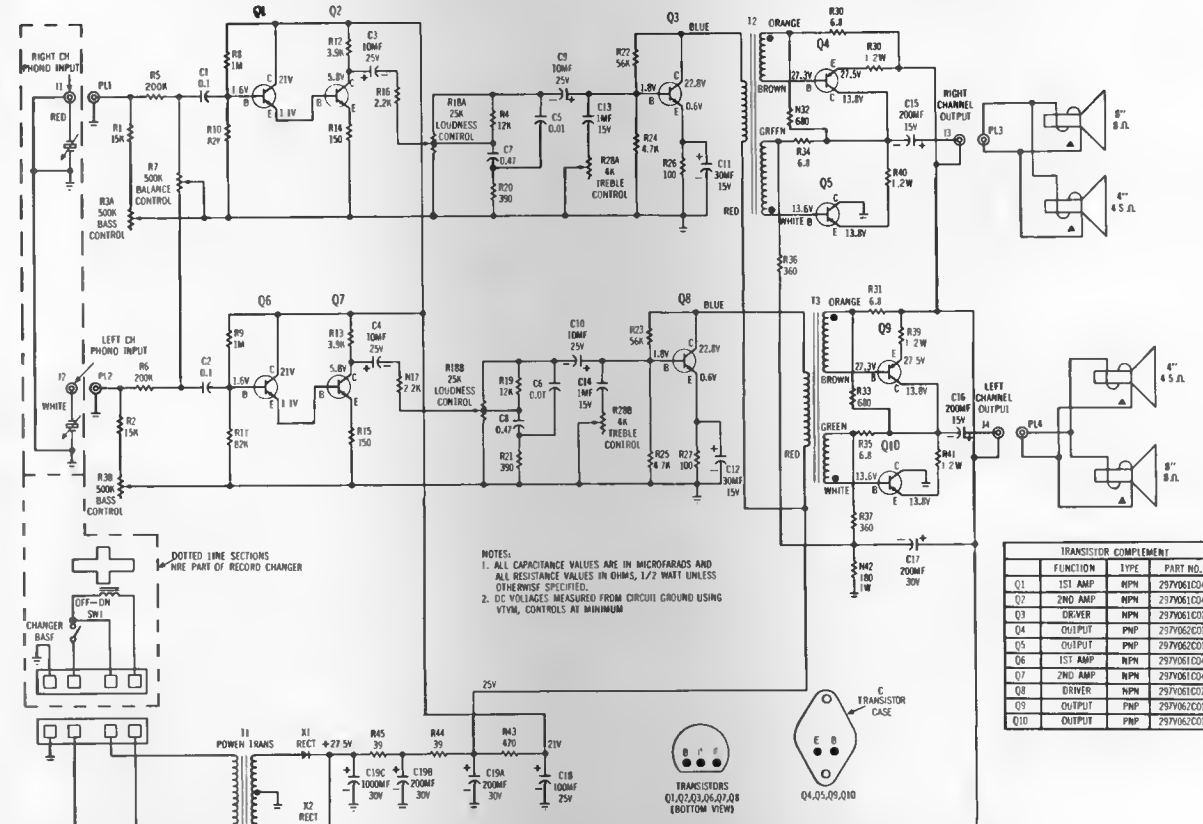 RIGHT CH
PHONO INPUT
J1
RED
PL1
R5
200K
C1
0.1
R1
15K
R3A
500K
BASS
CONTROL
R7
500K
BALANCE
CONTROL
R8
1M
R10
Q1
1.6V
B
C
21V
E
1.1V
Q2
R12
3.9K
5.8V
B
C
E
R14
150
C3
10MF
25V
R16
2.2K
R18A
25K
LOUDNESS
CONTROL
R4
12K
C7
0.47
R20
390
C5
0.01
C9
10MF
25V
C13
1MF
15V
R28A
4K
TREBLE
CONTROL
R22
56K
1.8V
R24
4.7K
Q3
BLUE
B
C
22.8V
E
0.6V
R26
100
C11
30MF
15V
RED
T2
ORANGE
R30
6.8
Q4
R30
1.2W
27.3V
B
C
27.5V
E
13.8V
BROWN
N32
680
GREEN
R34
6.8
Q5
13.6V
WHITE B
C
E
13.8V
R40
1.2W
R36
360
C15
200MF
15V
RIGHT
CHANNEL
OUTPUT
J3
PL3
8"
8 Ω
4"
4 5 Ω
LEFT CH
PHONO INPUT
J2
WHITE
PL2
R6
200K
C2
0.1
R2
15K
R3B
500K
BASS
CONTROL
R9
1M
R11
82K
Q6
1.6V
B
C
21V
E
1.1V
Q7
R13
3.9K
5.8V
B
C
E
R15
150
C4
10MF
25V
N17
2.2K
R18B
25K
LOUDNESS
CONTROL
R19
12K
C8
0.47
R21
390
C6
0.01
C10
10MF
25V
C14
1MF
15V
R28B
4K
TREBLE
CONTROL
R23
56K
1.8V
R25
4.7K
Q8
BLUE
B
C
22.8V
E
0.6V
R27
100
C12
30MF
15V
RED
T3
ORANGE
R31
6.8
Q9
R39
1 2W
27.3V
B
E
27 5V
C
13.8V
BROWN
R33
680
GREEN
R35
6.8
Q10
13.6V
WHITE
B
C
E
13.8V
R41
1 2W
R37
360
C16
200MF
15V
LEFT
CHANNEL
OUTPUT
J4
PL4
4"
4 5 Ω
8"
8 Ω
N42
180
1W
C17
200MF
30V
DOTTED LINE SECTIONS
NRE PART OF RECORD CHANGER
OFF-ON
SW1
CHANGER
BASE
NOTES:
1. ALL CAPACITANCE VALUES ARE IN MICROFARADS AND
ALL RESISTANCE VALUES IN OHMS, 1/2 WATT UNLESS
OTHERWISE SPECIFIED.
2. DC VOLTAGES MEASURED FROM CIRCUIT GROUND USING
VTVM, CONTROLS AT MINIMUM
TRANSISTOR COMPLEMENT
FUNCTION TYPE PART NO.
Q1 1ST AMP NPN
Q2 2ND AMP NPN
Q3 DRIVER NPN
Q4 OUTPUT PNP
Q5 OUTPUT PNP
Q6 1ST AMP NPN
Q7 2ND AMP NPN
Q8 DRIVER NPN
Q9 OUTPUT PNP
Q10 OUTPUT PNP
T1
POWER TRANS
X1
RECT
X2
RECT
+27 5V
R45
39
R44
39
25V
R43
470
21V
C19C
1000MF
30V
C19B
200MF
30V
C19A
200MF
30V
C18
100MF
25V
TRANSISTORS
Q1,Q2,Q3,Q6,Q7,Q8
(BOTTOM VIEW)
C
TRANSISTOR
CASE
E B
Q4,Q5,Q9,Q10